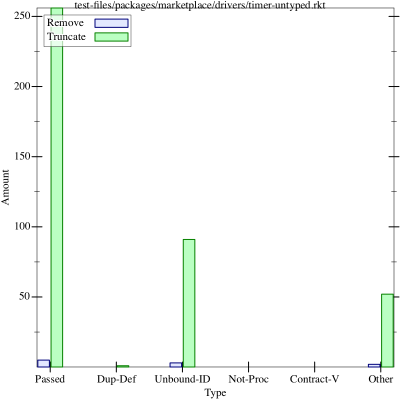 test-files/packages/marketplace/drivers/timer-untyped.rkt
Remove
Truncate
250
200
150
100
50
Amount
Passed Dup-Def Unbound-ID Not-Proc Contract-V Other
Type